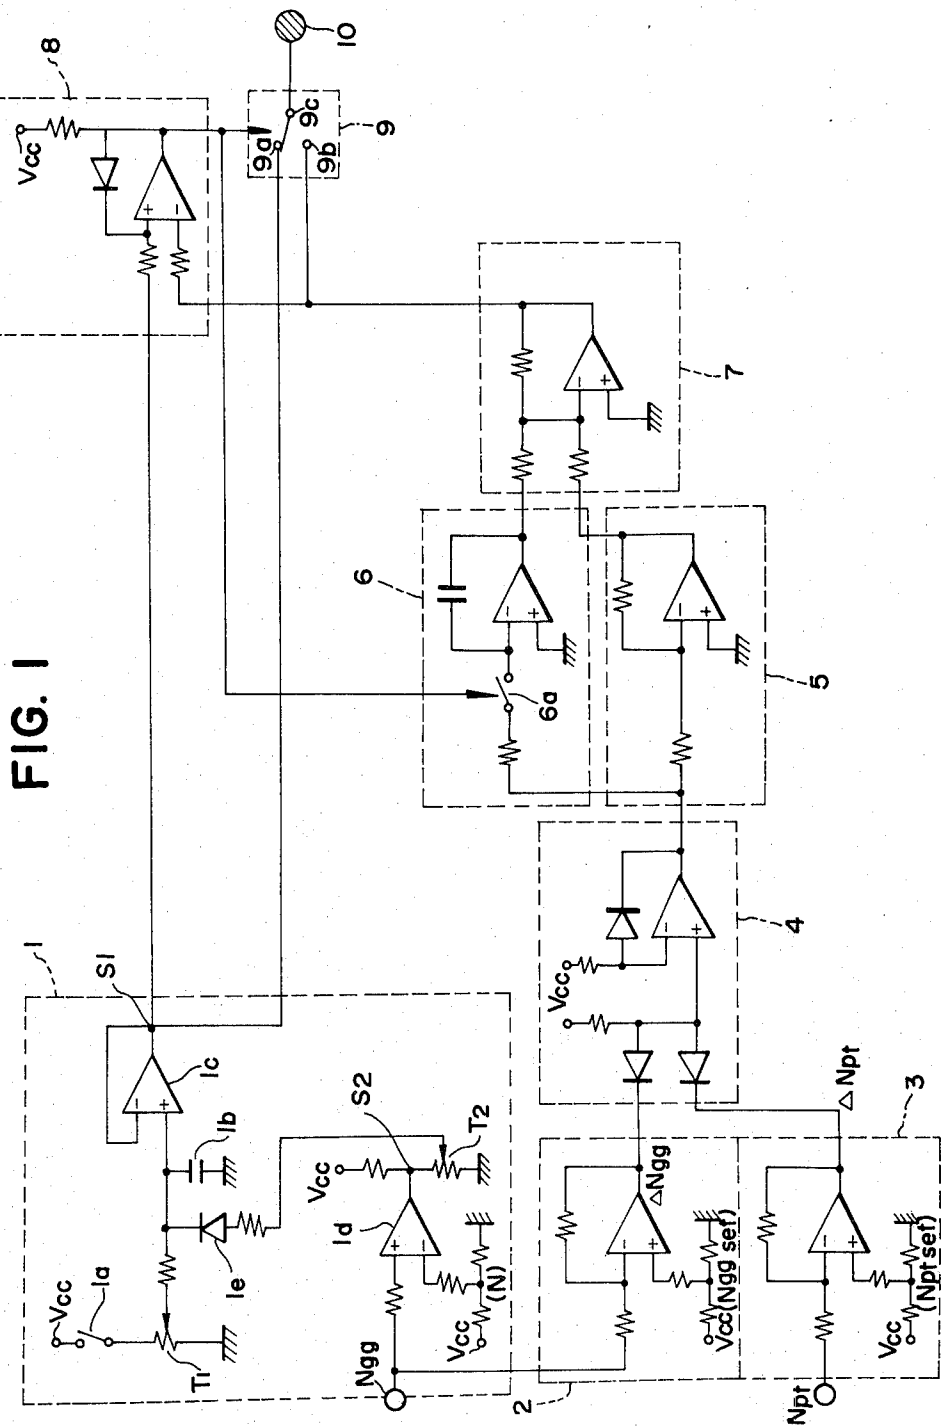 FIG. 1
1
Vcc
1a
T1
1e
1b
1c
S1
Ngg
1d
Vcc
S2
T2
Vcc
(N)
2
ΔNgg
Vcc(Ngg set)
Npt
ΔNpt
Vcc
(Npt set)
3
Vcc
4
5
6
6a
7
8
Vcc
9
9a
9b
9c
10
+
−